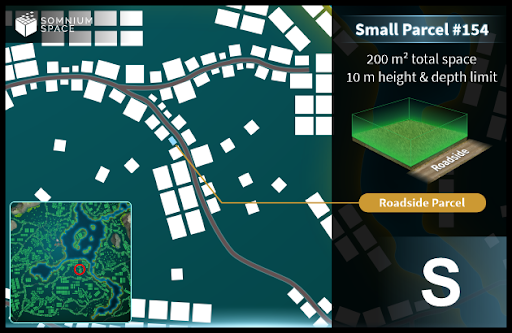 SOMNIUM
SPACE
Small Parcel #154
200 m² total space
10 m height & depth limit
Roadside
Roadside Parcel
S